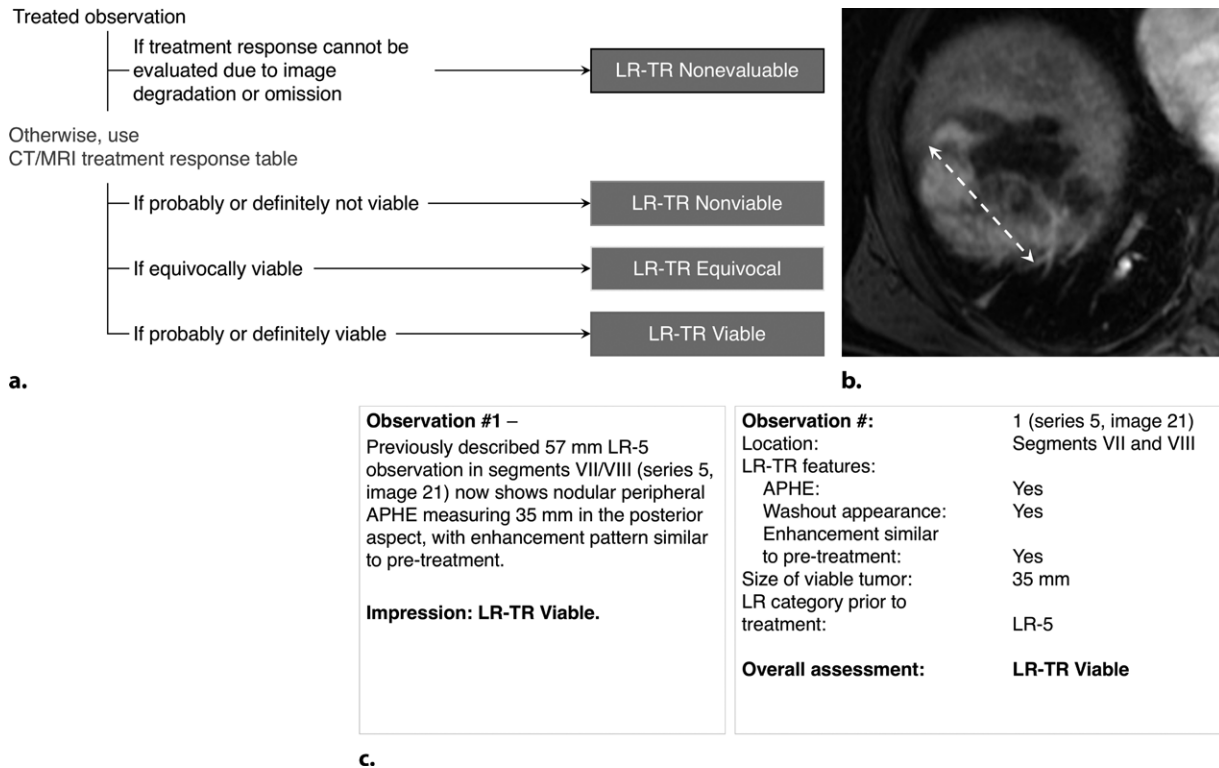 Treated observation
If treatment response cannot be
evaluated due to image
degradation or omission
LR-TR Nonevaluable
Otherwise, use
CT/MRI treatment response table
If probably or definitely not viable
LR-TR Nonviable
If equivocally viable
LR-TR Equivocal
If probably or definitely viable
LR-TR Viable
a.
b.
Observation #1 –
Previously described 57 mm LR-5
observation in segments VII/VIII (series 5,
image 21) now shows nodular peripheral
APHE measuring 35 mm in the posterior
aspect, with enhancement pattern similar
to pre-treatment.
Impression: LR-TR Viable.
Observation #: 1 (series 5, image 21)
Location: Segments VII and VIII
LR-TR features:
APHE: Yes
Washout appearance: Yes
Enhancement similar
to pre-treatment: Yes
Size of viable tumor: 35 mm
LR category prior to
treatment: LR-5
Overall assessment: LR-TR Viable
c.